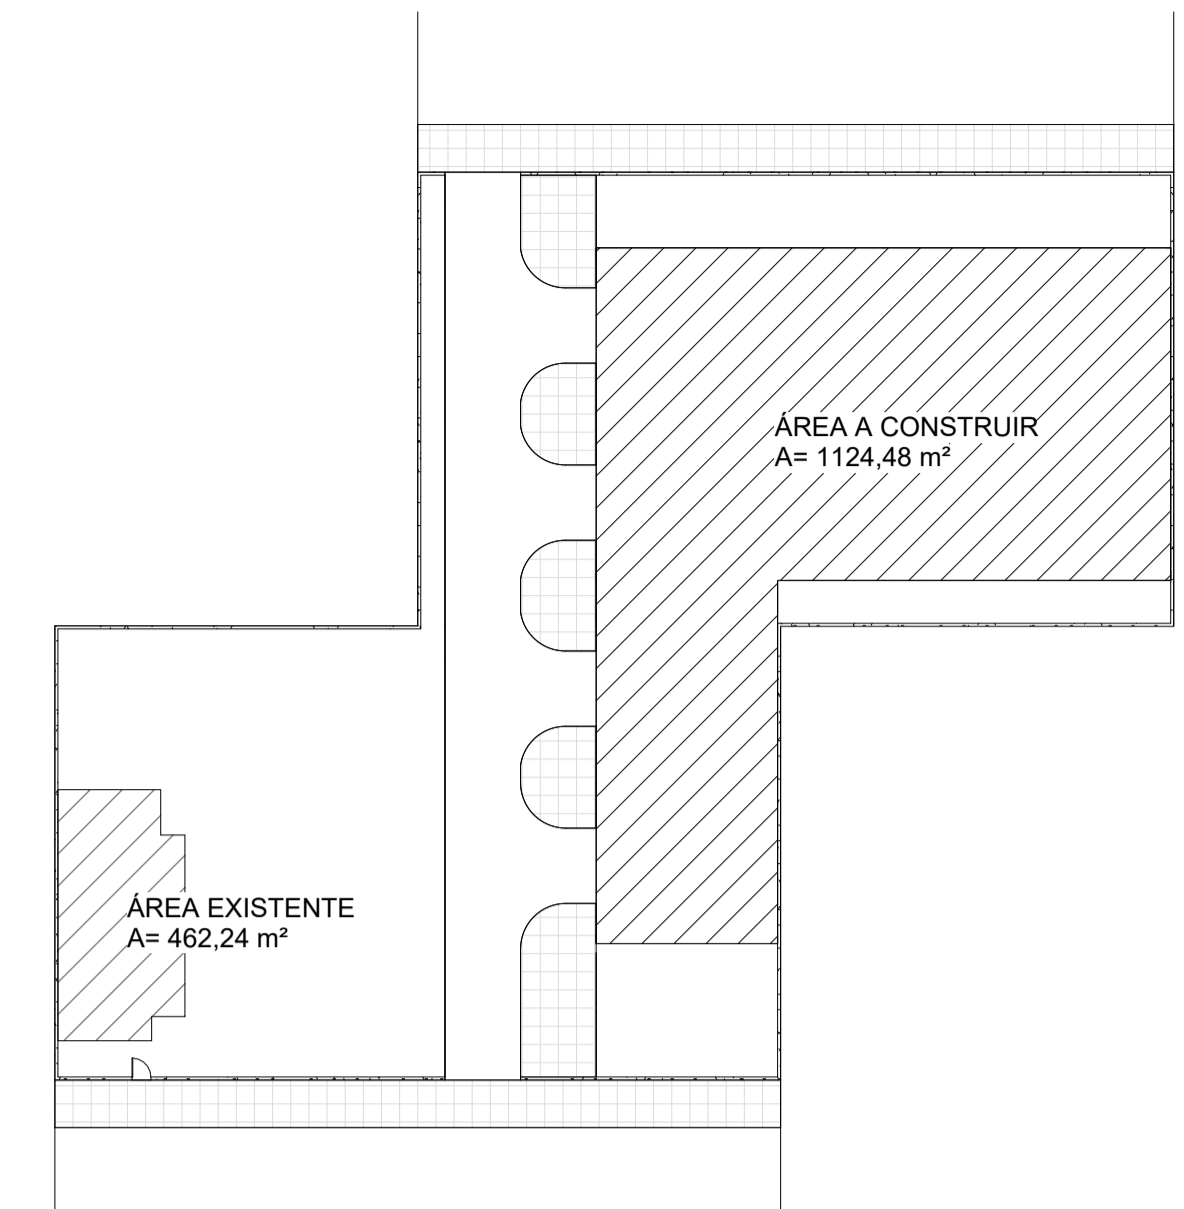 ÁREA A CONSTRUIR
A= 1124,48 m²
ÁREA EXISTENTE
A= 462,24 m²